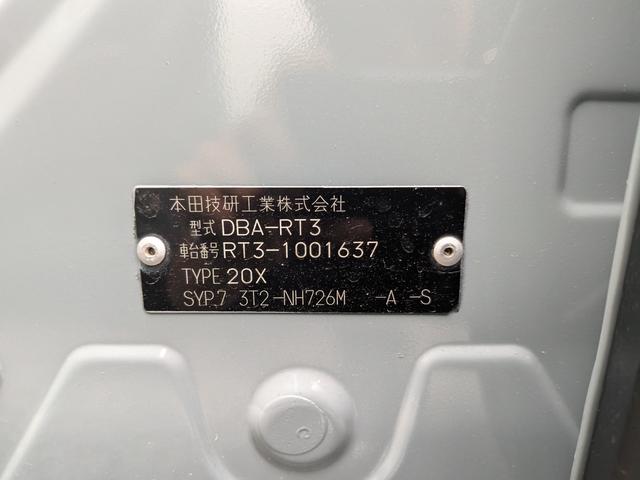 本田技研工業株式会社
型式 DBA-RT3
車台番号 RT3-1001637
TYPE 20X
SYP.7 3T2-NH726M -A -S